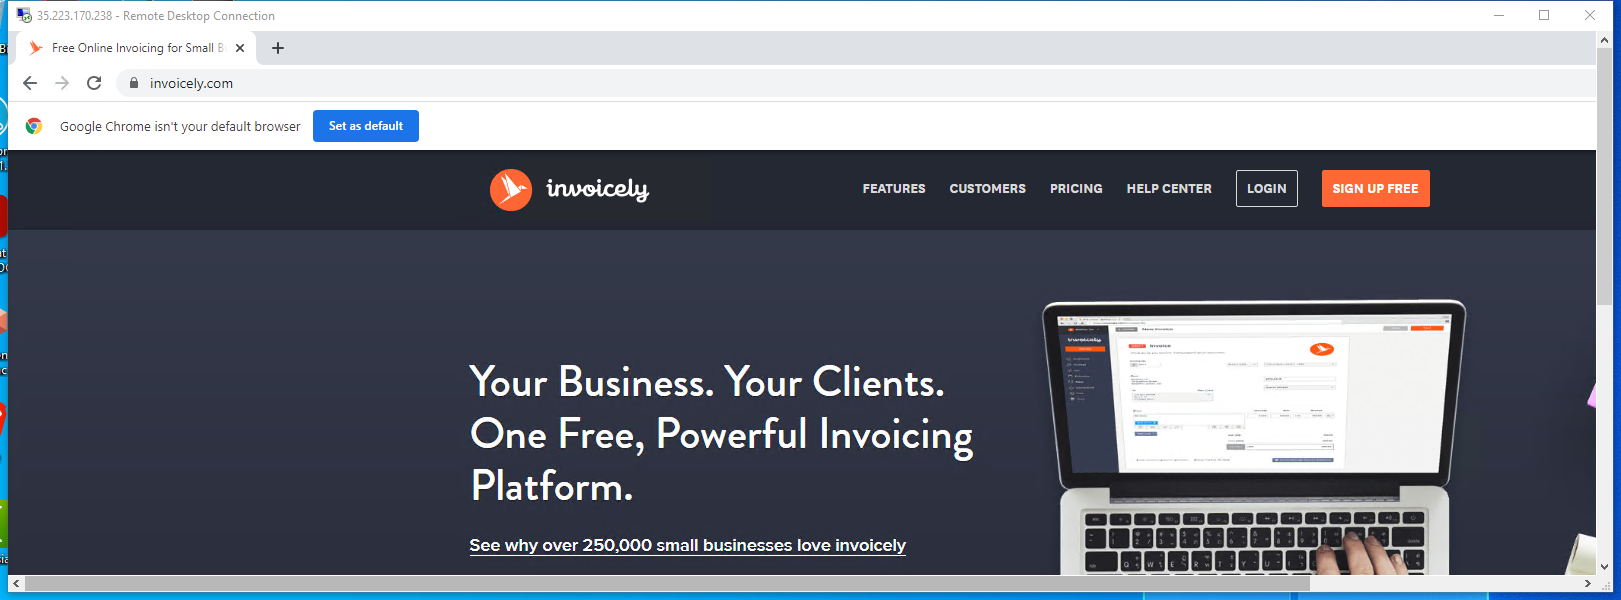 35.223.170.238 - Remote Desktop Connection
Free Online Invoicing for Small B
invoicely.com
Google Chrome isn't your default browser
Set as default
invoicely
FEATURES
CUSTOMERS
PRICING
HELP CENTER
LOGIN
SIGN UP FREE
Your Business. Your Clients.
One Free, Powerful Invoicing
Platform.
See why over 250,000 small businesses love invoicely
invoicely
Invoice